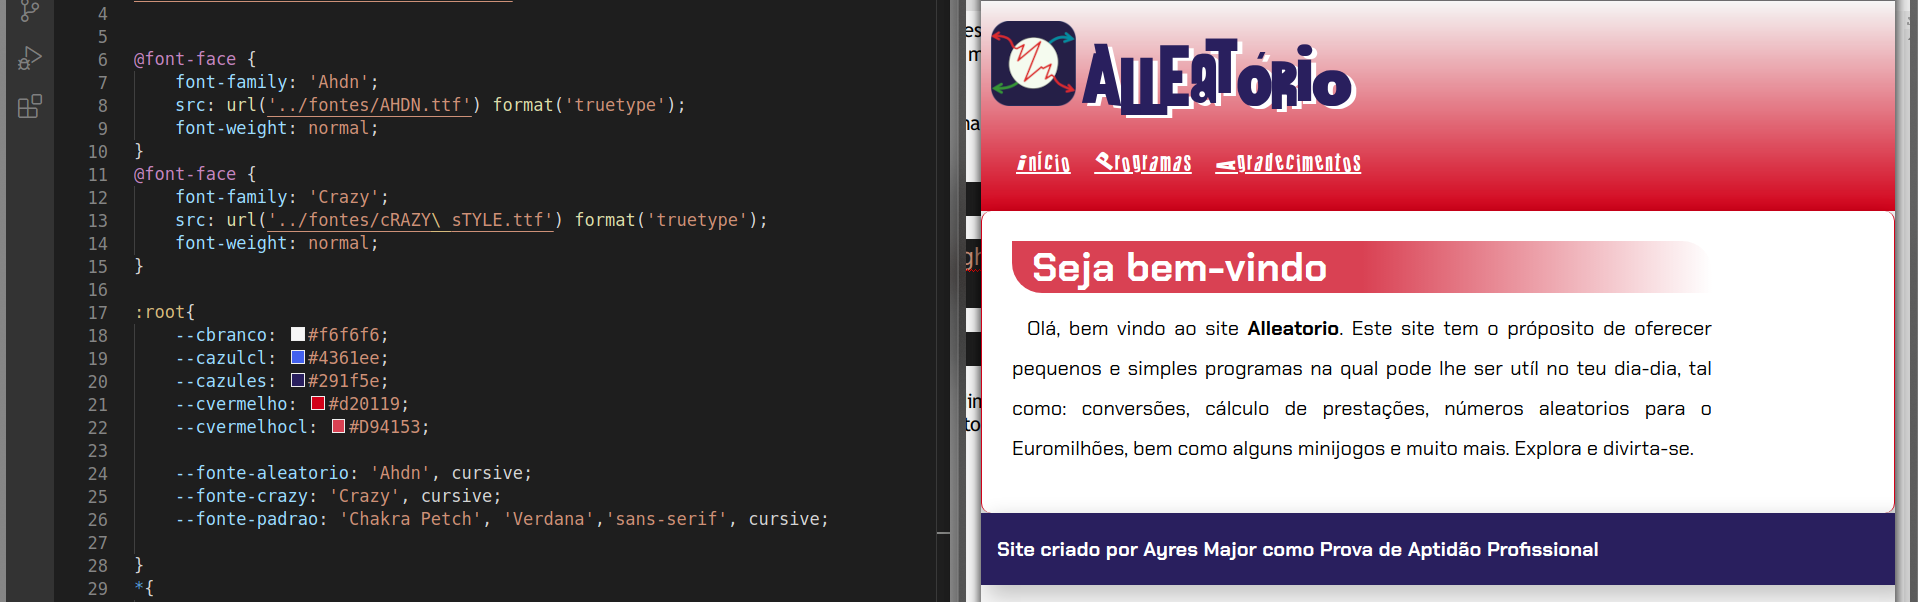 4
5
6 @font-face {
7 font-family: 'Ahdn';
8 src: url('../fontes/AHDN.ttf') format('truetype');
9 font-weight: normal;
10 }
11 @font-face {
12 font-family: 'Crazy';
13 src: url('../fontes/cRAZY\ sTYLE.ttf') format('truetype');
14 font-weight: normal;
15 }
16
17 :root{
18 --cbranco: #f6f6f6;
19 --cazulcl: #4361ee;
20 --cazules: #291f5e;
21 --cvermelho: #d20119;
22 --cvermelhocl: #D94153;
23
24 --fonte-aleatorio: 'Ahdn', cursive;
25 --fonte-crazy: 'Crazy', cursive;
26 --fonte-padrao: 'Chakra Petch', 'Verdana','sans-serif', cursive;
27
28 }
29 *{
es
m
na
gh
in
to
ALLEatÓRio
início Programas Agradecimentos
Seja bem-vindo
Olá, bem vindo ao site Alleatorio. Este site tem o próposito de oferecer
pequenos e simples programas na qual pode lhe ser utíl no teu dia-dia, tal
como: conversões, cálculo de prestações, números aleatorios para o
Euromilhões, bem como alguns minijogos e muito mais. Explora e divirta-se.
Site criado por Ayres Major como Prova de Aptidão Profissional